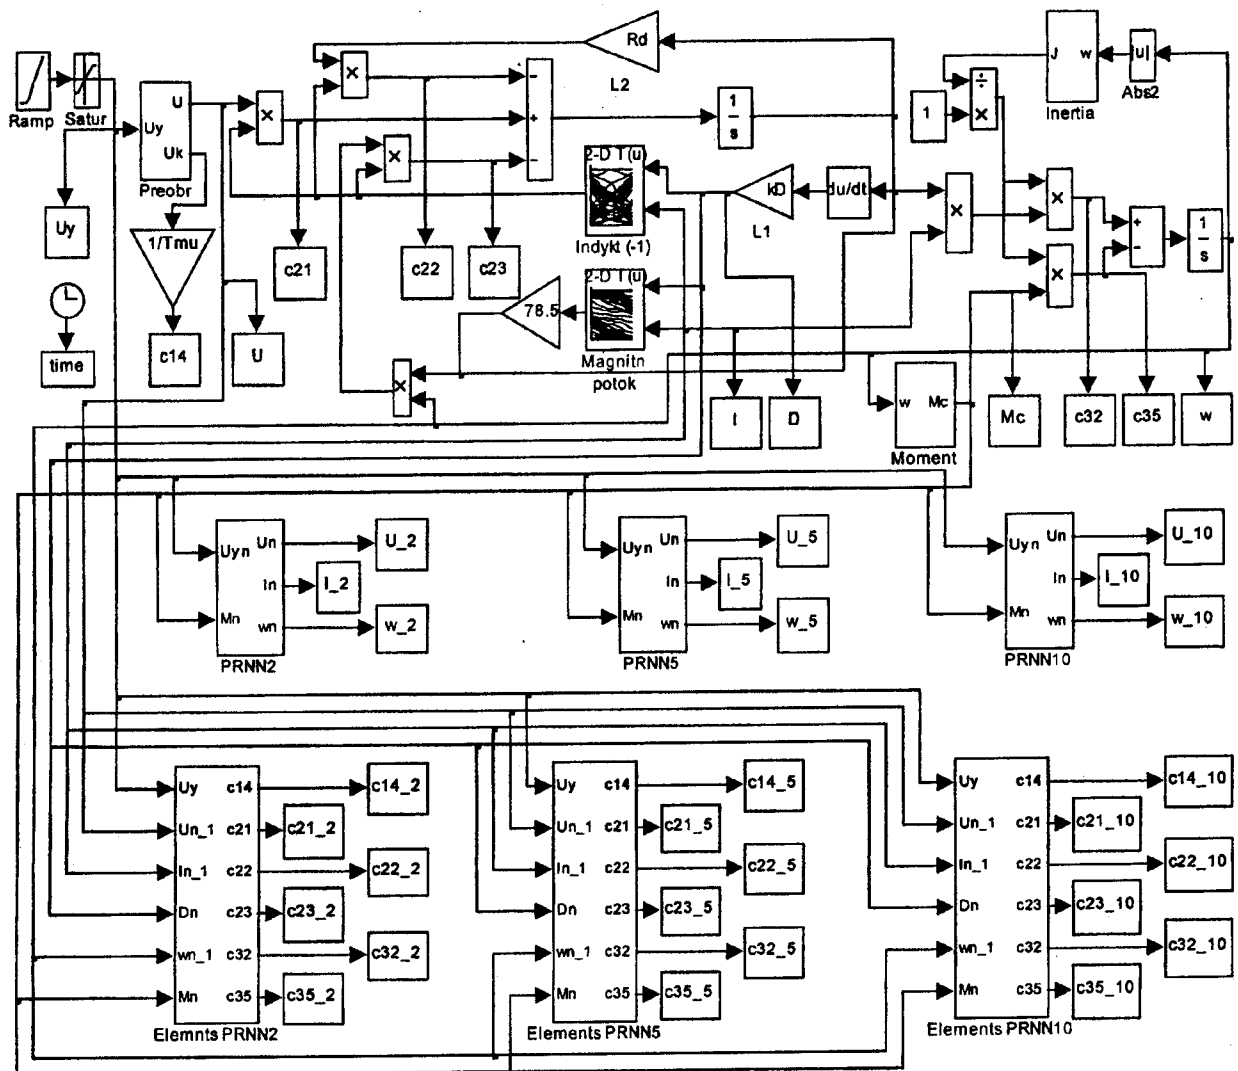 Ramp
Satur
Uy
U
Uk
Preobr
Uy
1/Tmu
c14
time
U
×
c21
×
c22
×
c23
×
Rd
L2
-
+
-
1
s
2-D T(u)
Indykt (-1)
2-D T(u)
Magnitn
potok
78.5
kD
L1
du/dt
I
D
×
1
÷
×
J
w
Inertia
|u|
Abs2
×
×
+
-
1
s
w
Mc
Moment
Mc
c32
c35
w
Uyn
Mn
Un
In
wn
PRNN2
U_2
I_2
w_2
Uyn
Mn
Un
In
wn
PRNN5
U_5
I_5
w_5
Uyn
Mn
Un
In
wn
PRNN10
U_10
I_10
w_10
Uy
Un_1
In_1
Dn
wn_1
Mn
c14
c21
c22
c23
c32
c35
Elemnts PRNN2
c14_2
c21_2
c22_2
c23_2
c32_2
c35_2
Uy
Un_1
In_1
Dn
wn_1
Mn
c14
c21
c22
c23
c32
c35
Elements PRNN5
c14_5
c21_5
c22_5
c23_5
c32_5
c35_5
Uy
Un_1
In_1
Dn
wn_1
Mn
c14
c21
c22
c23
c32
c35
Elements PRNN10
c14_10
c21_10
c22_10
c23_10
c32_10
c35_10